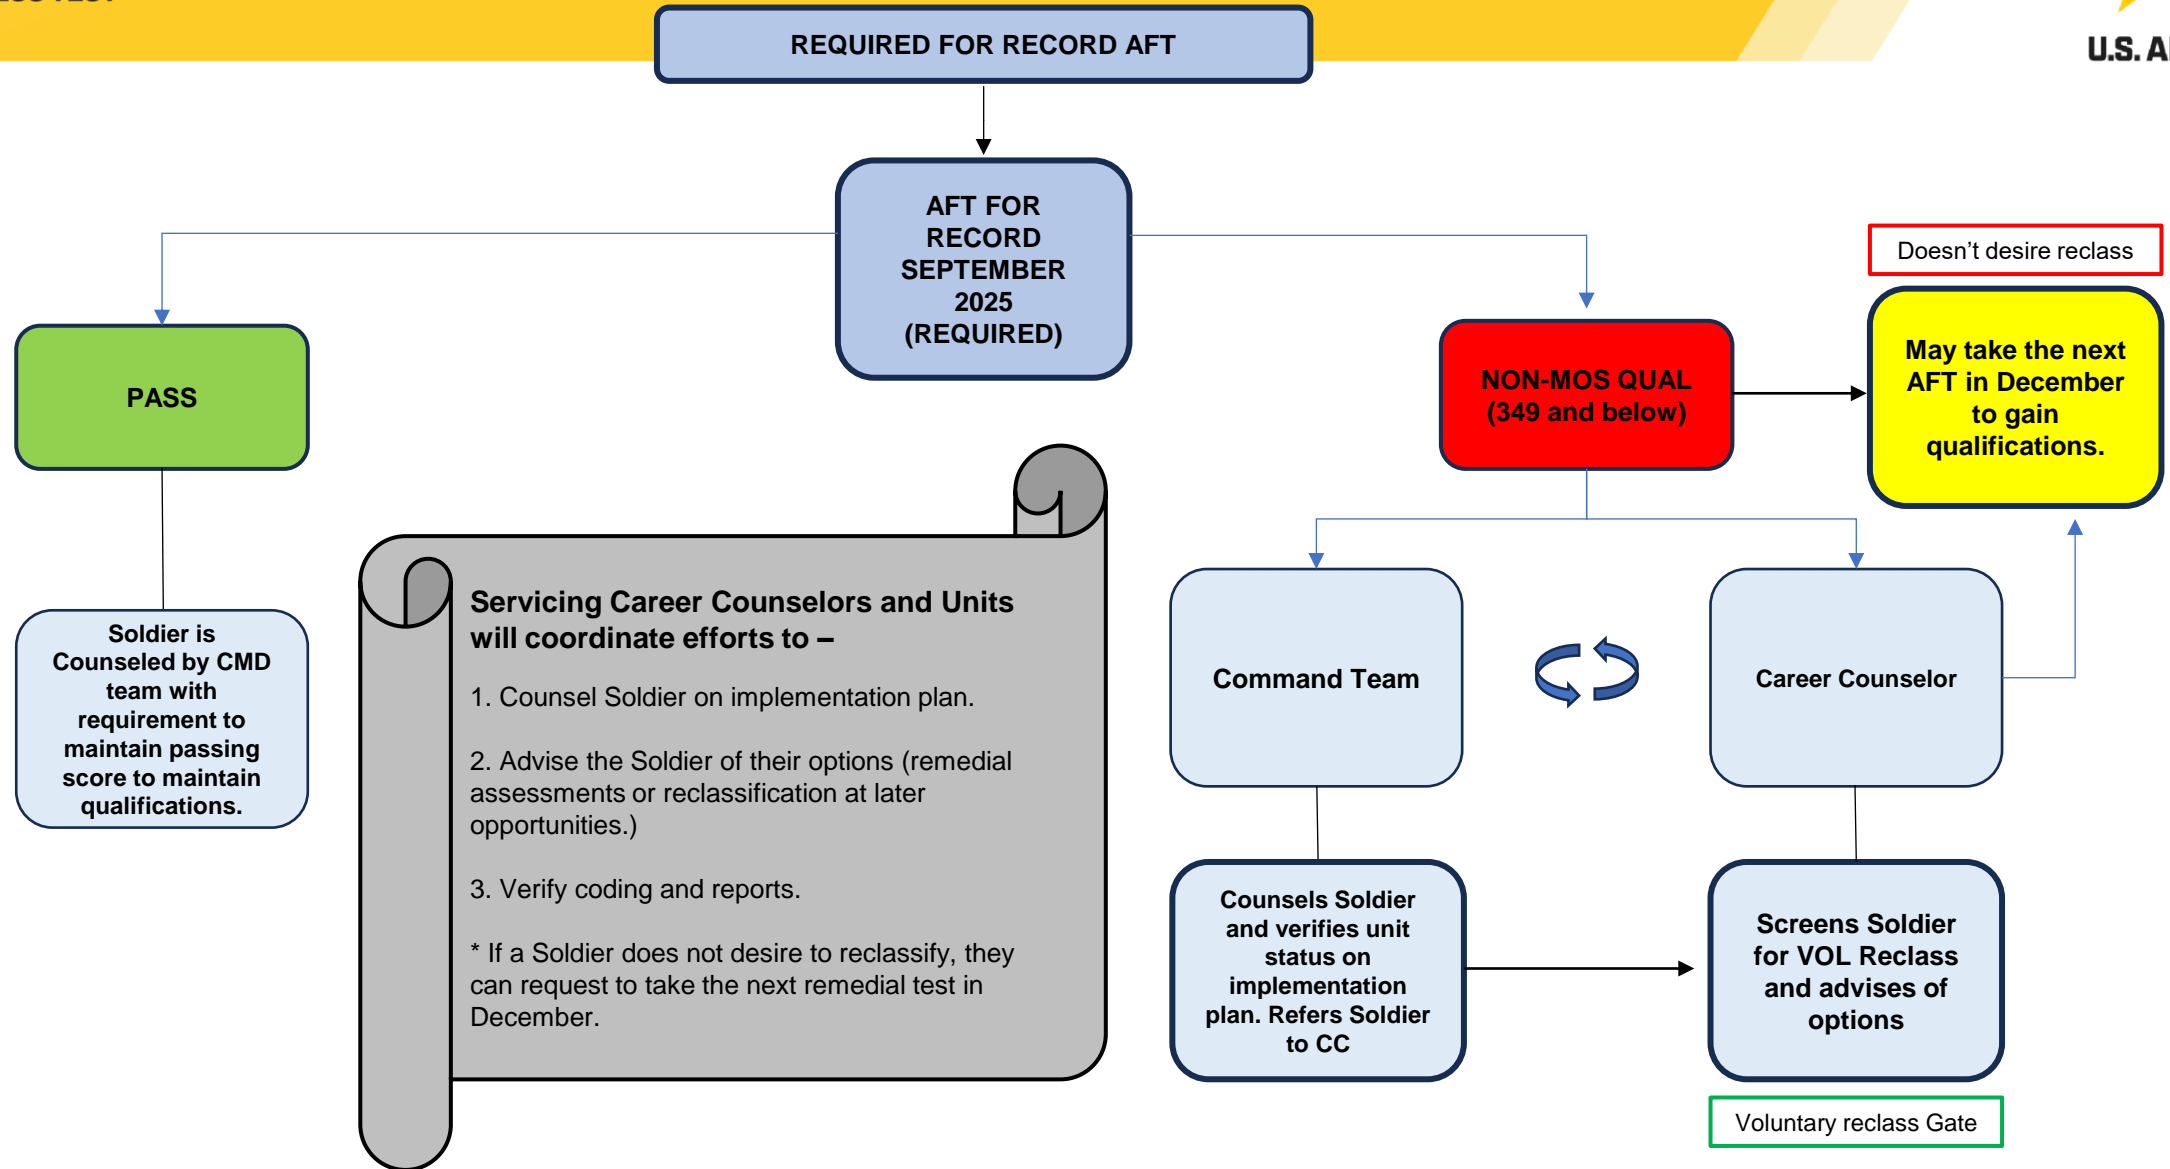 REQUIRED FOR RECORD AFT
U.S. A
AFT FOR
RECORD
SEPTEMBER
2025
(REQUIRED)
Doesn’t desire reclass
PASS
NON-MOS QUAL
(349 and below)
May take the next
AFT in December
to gain
qualifications.
Soldier is
Counseled by CMD
team with
requirement to
maintain passing
score to maintain
qualifications.
Servicing Career Counselors and Units
will coordinate efforts to –
1. Counsel Soldier on implementation plan.
2. Advise the Soldier of their options (remedial
assessments or reclassification at later
opportunities.)
3. Verify coding and reports.
* If a Soldier does not desire to reclassify, they
can request to take the next remedial test in
December.
Command Team
Career Counselor
Counsels Soldier
and verifies unit
status on
implementation
plan. Refers Soldier
to CC
Screens Soldier
for VOL Reclass
and advises of
options
Voluntary reclass Gate